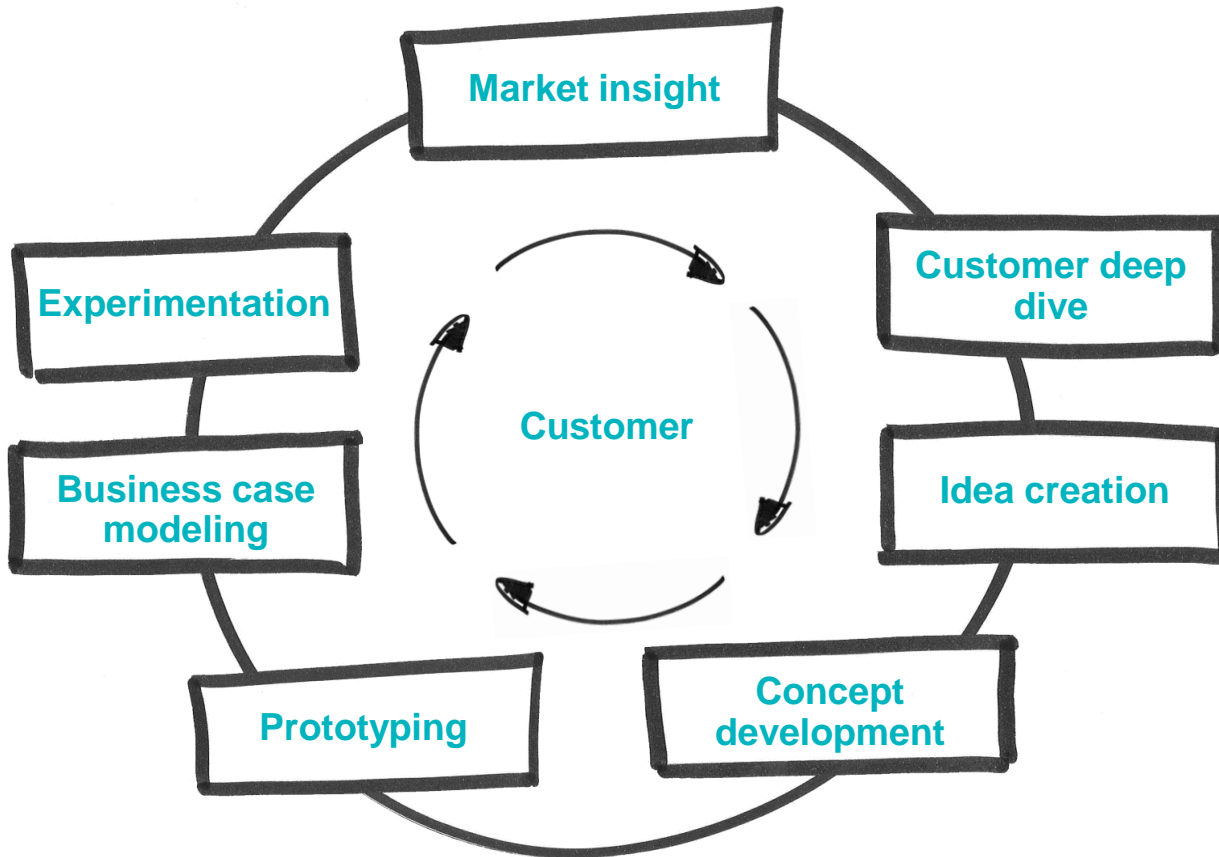 Market insight
Customer deep
dive
Experimentation
Customer
Idea creation
Business case
modeling
Concept
development
Prototyping